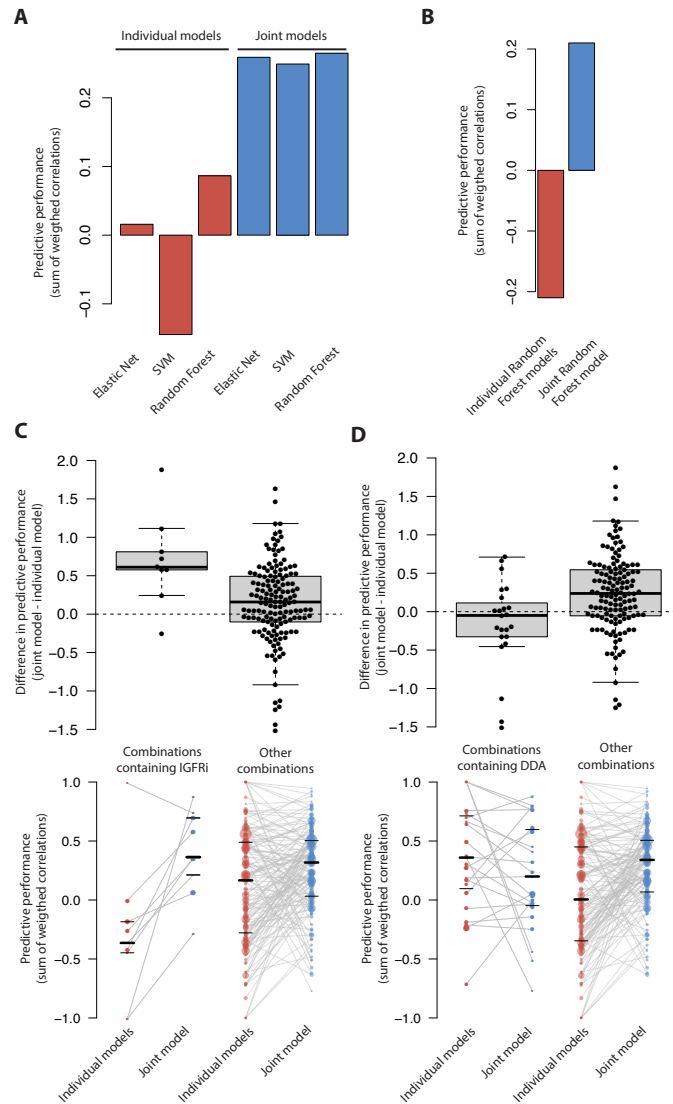 A
Individual models
Joint models
Predictive performance
(sum of weigthed correlations)
0.2
0.1
0.0
−0.1
Elastic Net
SVM
Random Forest
Elastic Net
SVM
Random Forest
B
Predictive performance
(sum of weigthed correlations)
0.2
0.1
0.0
−0.1
−0.2
Individual Random
Forest models
Joint Random
Forest model
C
Difference in predictive performance
(joint model - individual model)
2.0
1.5
1.0
0.5
0.0
−0.5
−1.0
−1.5
Combinations
containing IGFRi
Other
combinations
Predictive performance
(sum of weigthed correlations)
1.0
0.5
0.0
−0.5
−1.0
Individual models
Joint model
Individual models
Joint model
D
Difference in predictive performance
(joint model - individual model)
2.0
1.5
1.0
0.5
0.0
−0.5
−1.0
−1.5
Combinations
containing DDA
Other
combinations
Predictive performance
(sum of weigthed correlations)
1.0
0.5
0.0
−0.5
−1.0
Individual models
Joint model
Individual models
Joint model